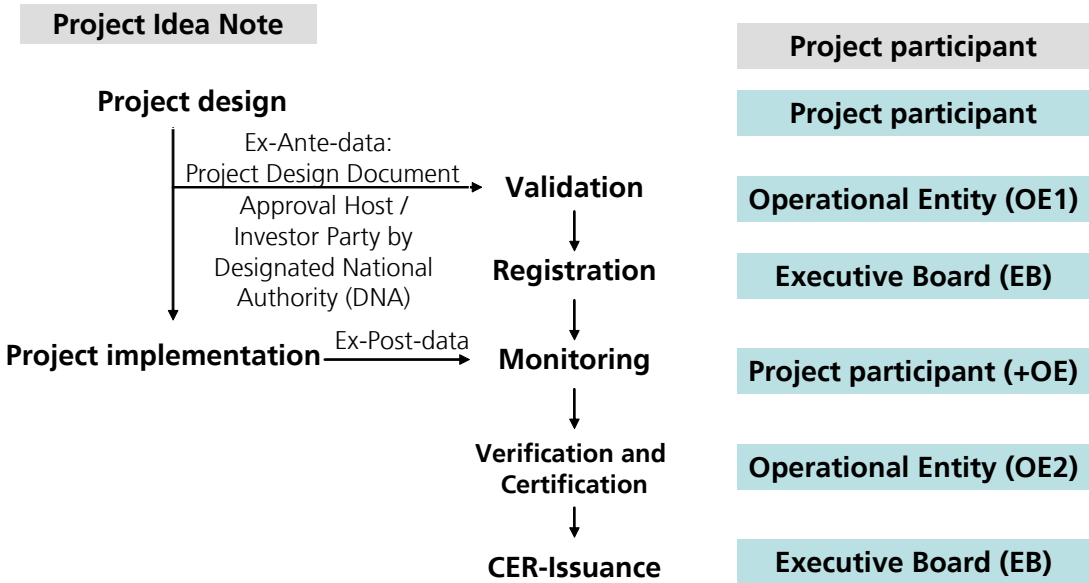 Project Idea Note
Project participant
Project design
Project participant
Ex-Ante-data:
Project Design Document
Validation
Operational Entity (OE1)
Approval Host /
Investor Party by
Designated National
Authority (DNA)
Registration
Executive Board (EB)
Project implementation
Ex-Post-data
Monitoring
Project participant (+OE)
Verification and
Certification
Operational Entity (OE2)
CER-Issuance
Executive Board (EB)